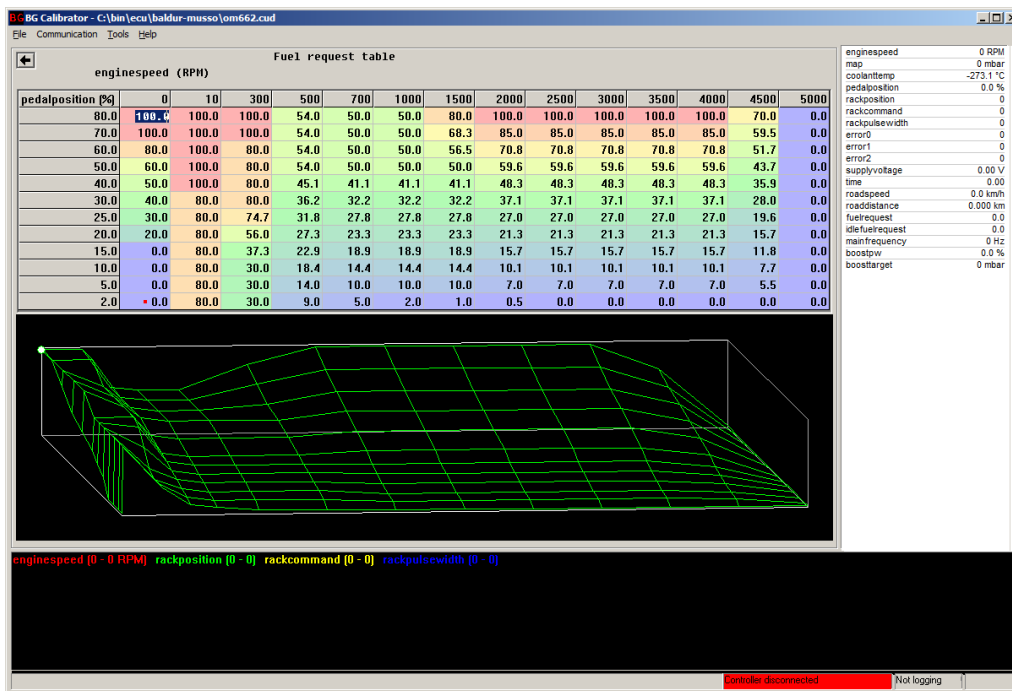 BG BG Calibrator - C:\bin\ecu\baldur-musso\om662.cud
File Communication Tools Help
Fuel request table
enginespeed (RPM)
pedalposition (%) 0 10 300 500 700 1000 1500 2000 2500 3000 3500 4000 4500 5000
80.0 100.0 100.0 100.0 54.0 50.0 50.0 80.0 100.0 100.0 100.0 100.0 100.0 70.0 0.0
70.0 100.0 100.0 100.0 54.0 50.0 50.0 68.3 85.0 85.0 85.0 85.0 85.0 59.5 0.0
60.0 80.0 100.0 80.0 54.0 50.0 50.0 56.5 70.8 70.8 70.8 70.8 70.8 51.7 0.0
50.0 60.0 100.0 80.0 54.0 50.0 50.0 50.0 59.6 59.6 59.6 59.6 59.6 43.7 0.0
40.0 50.0 100.0 80.0 45.1 41.1 41.1 41.1 48.3 48.3 48.3 48.3 48.3 35.9 0.0
30.0 40.0 80.0 80.0 36.2 32.2 32.2 32.2 37.1 37.1 37.1 37.1 37.1 28.0 0.0
25.0 30.0 80.0 74.7 31.8 27.8 27.8 27.8 27.0 27.0 27.0 27.0 27.0 19.6 0.0
20.0 20.0 80.0 56.0 27.3 23.3 23.3 23.3 21.3 21.3 21.3 21.3 21.3 15.7 0.0
15.0 0.0 80.0 37.3 22.9 18.9 18.9 18.9 15.7 15.7 15.7 15.7 15.7 11.8 0.0
10.0 0.0 80.0 30.0 18.4 14.4 14.4 14.4 10.1 10.1 10.1 10.1 10.1 7.7 0.0
5.0 0.0 80.0 30.0 14.0 10.0 10.0 10.0 7.0 7.0 7.0 7.0 7.0 5.5 0.0
2.0 0.0 80.0 30.0 9.0 5.0 2.0 1.0 0.5 0.0 0.0 0.0 0.0 0.0 0.0
enginespeed 0 RPM
map 0 mbar
coolanttemp -273.1 °C
pedalposition 0.0 %
rackposition 0
rackcommand 0
rackpulsewidth 0
error0 0
error1 0
error2 0
supplyvoltage 0.00 V
time 0.00
roadspeed 0.0 km/h
roaddistance 0.000 km
fuelrequest 0.0
idlefuelrequest 0.0
mainfrequency 0 Hz
boostpw 0.0 %
boosttarget 0 mbar
enginespeed (0 - 0 RPM) rackposition (0 - 0) rackcommand (0 - 0) rackpulsewidth (0 - 0)
Controller disconnected Not logging